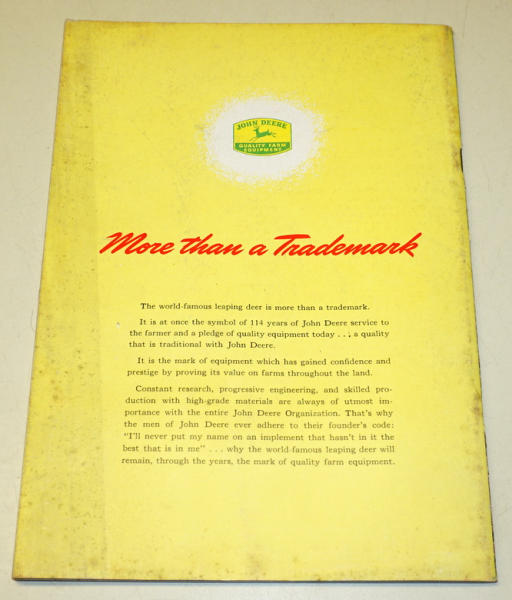 JOHN DEERE
QUALITY FARM
EQUIPMENT
More than a Trademark
The world-famous leaping deer is more than a trademark.
It is at once the symbol of 114 years of John Deere service to
the farmer and a pledge of quality equipment today . . . a quality
that is traditional with John Deere.
It is the mark of equipment which has gained confidence and
prestige by proving its value on farms throughout the land.
Constant research, progressive engineering, and skilled pro-
duction with high-grade materials are always of utmost im-
portance with the entire John Deere Organization. That's why
the men of John Deere ever adhere to their founder's code:
"I'll never put my name on an implement that hasn't in it the
best that is in me" . . . why the world-famous leaping deer will
remain, through the years, the mark of quality farm equipment.